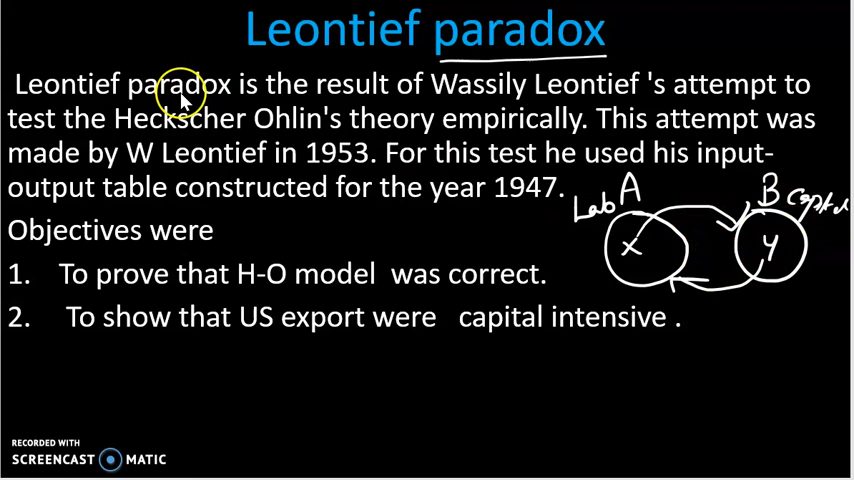 Leontief paradox
Leontief paradox is the result of Wassily Leontief 's attempt to
test the Heckscher Ohlin's theory empirically. This attempt was
made by W Leontief in 1953. For this test he used his input-
output table constructed for the year 1947.
Lab A B
Objectives were
X y
1. To prove that H-O model was correct.
2. To show that US export were capital intensive .
RECORDED WITH
SCREENCAST MATIC